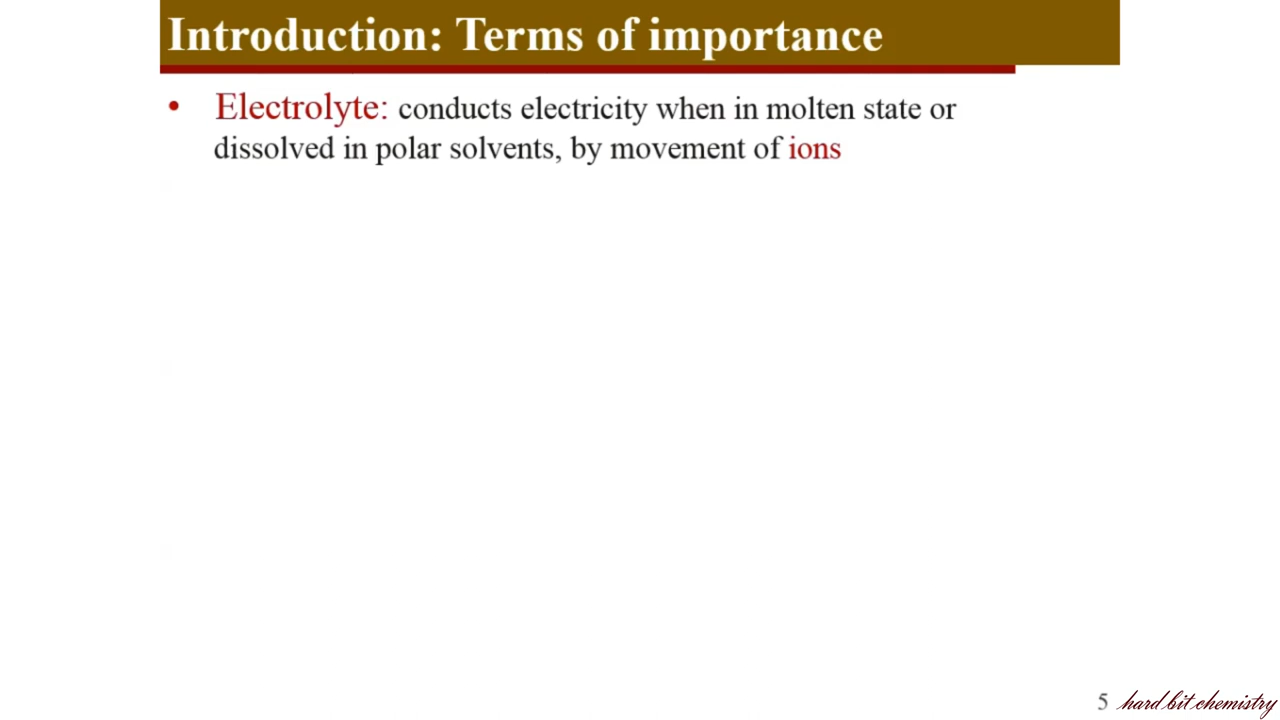 Introduction: Terms of importance
• Electrolyte: conducts electricity when in molten state or
dissolved in polar solvents, by movement of ions
5 hard bit chemistry